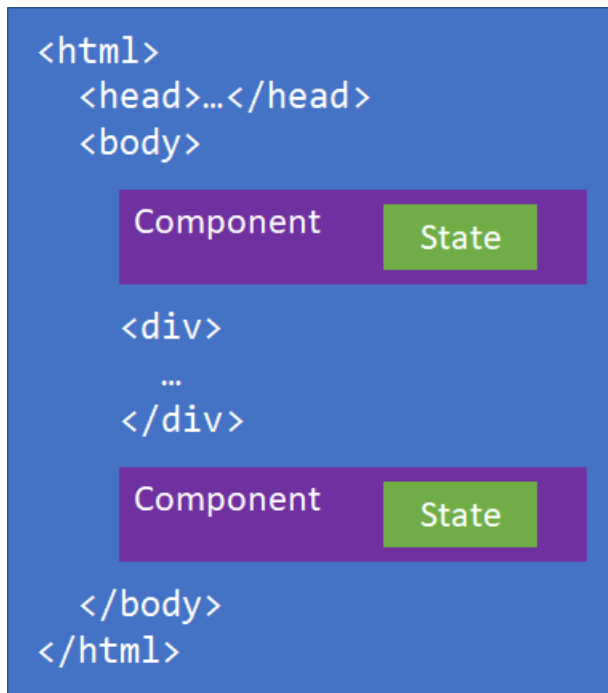 <html>
<head>…</head>
<body>
Component State
<div>
…
</div>
Component State
</body>
</html>